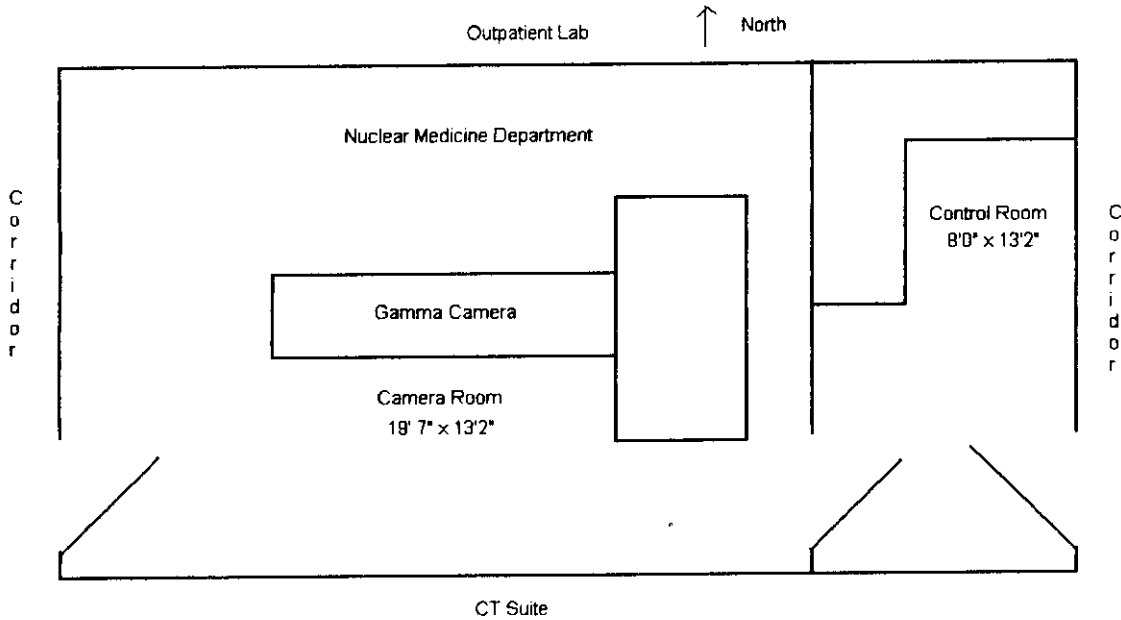 Outpatient Lab
North
Nuclear Medicine Department
Corridor
Control Room
8'0" x 13'2"
Corridor
Gamma Camera
Camera Room
19' 7" x 13'2"
CT Suite